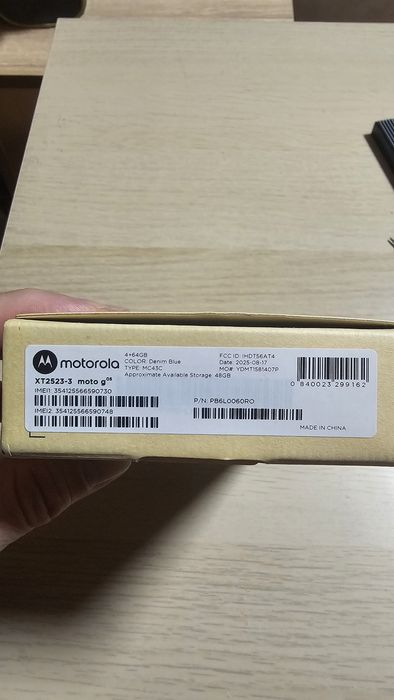 motorola
4+64GB
COLOR: Denim Blue
TYPE: MC43C
Approximate Available Storage: 48GB
FCC ID: IHDT56AT4
Date: 2025-08-17
MO#: YDMT1581407P
0 840023 299162
XT2523-3 moto g06
IMEI1: 354125566590730
P/N: PB6L0060RO
IMEI2: 354125566590748
MADE IN CHINA